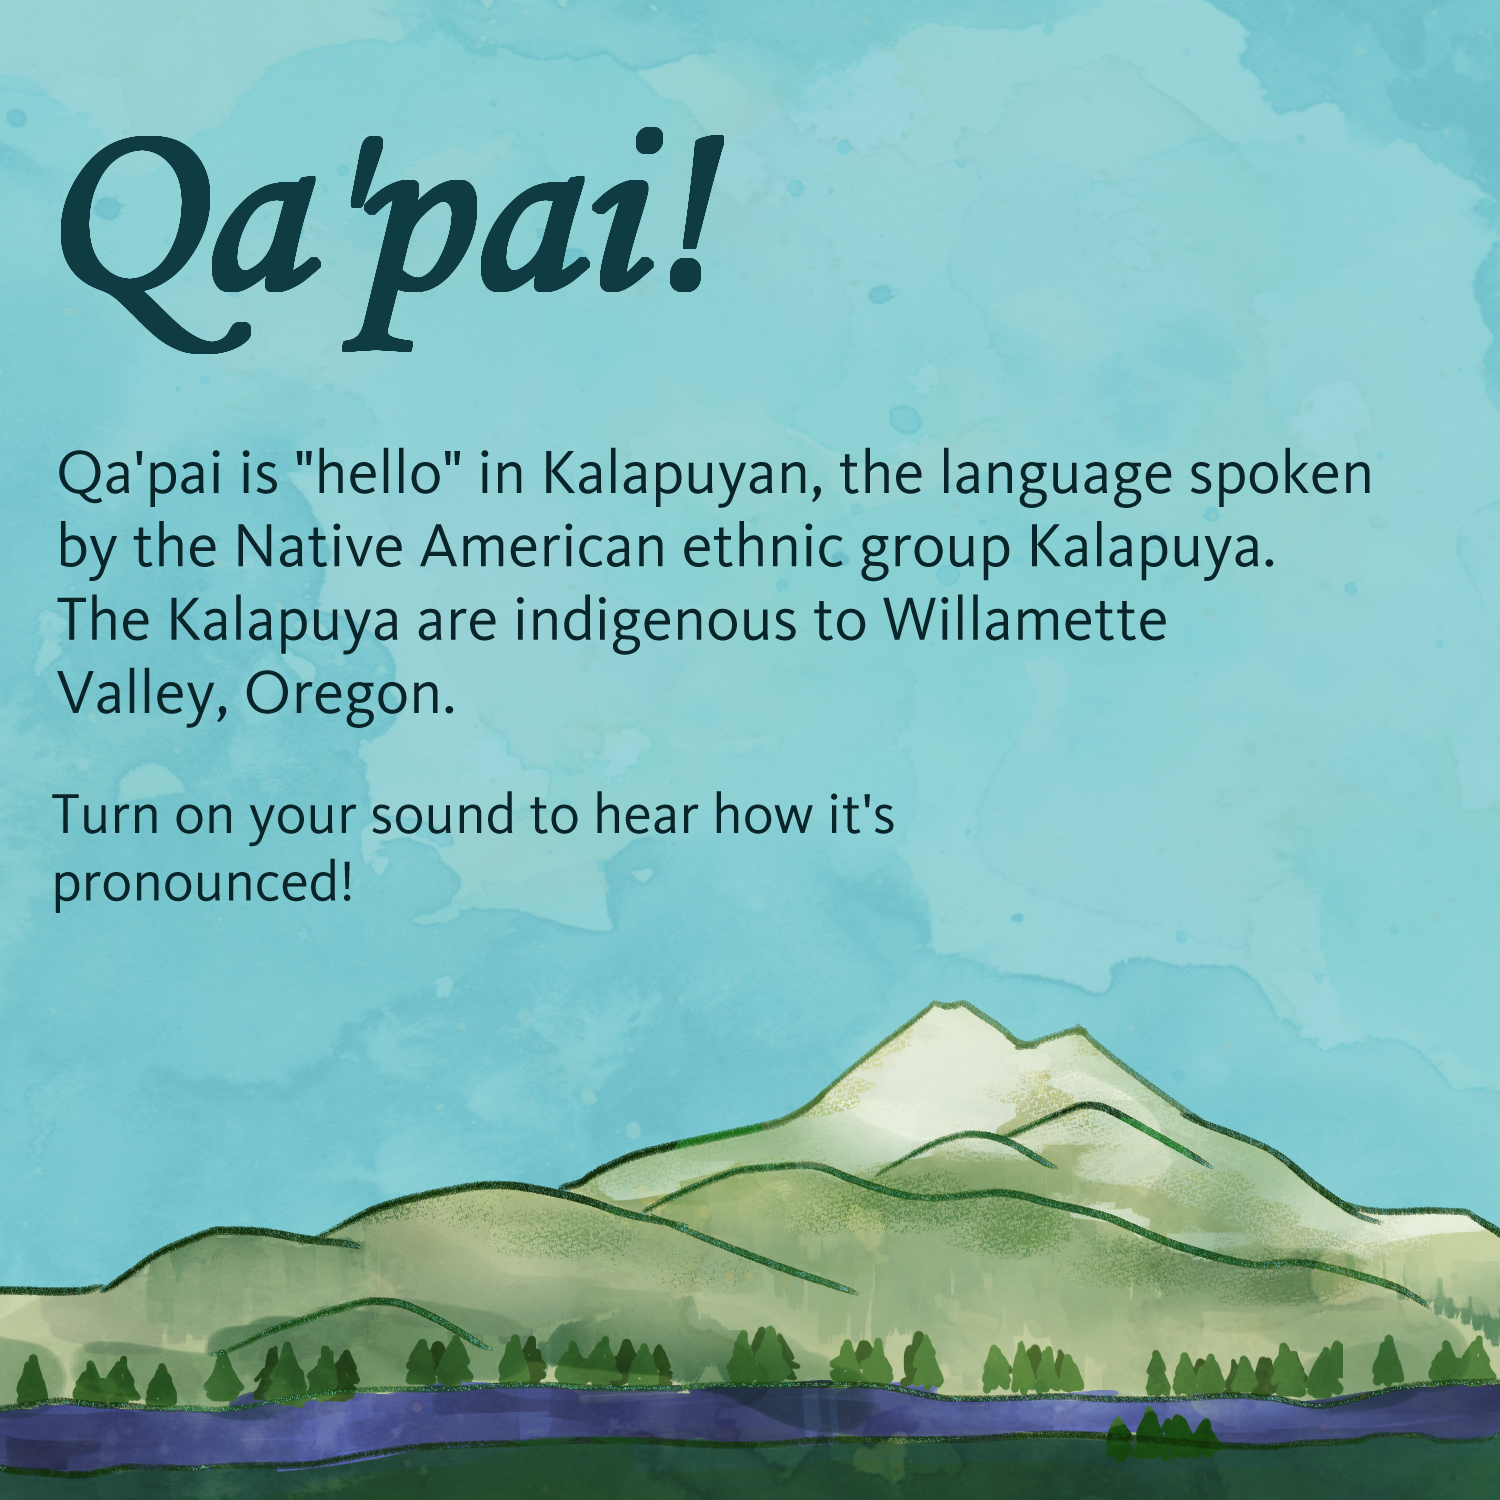 Qa'pai!
Qa'pai is "hello" in Kalapuyan, the language spoken
by the Native American ethnic group Kalapuya.
The Kalapuya are indigenous to Willamette
Valley, Oregon.
Turn on your sound to hear how it's
pronounced!